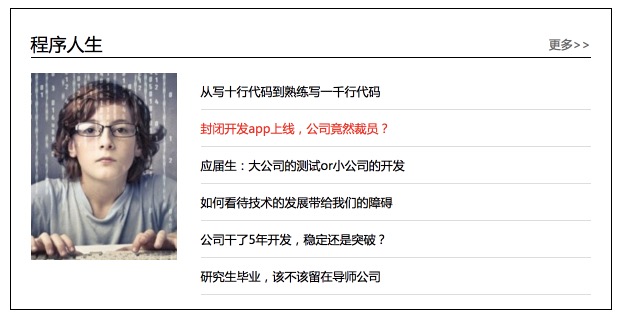 程序人生
更多>>
从写十行代码到熟练写一千行代码
封闭开发app上线，公司竟然裁员？
应届生：大公司的测试or小公司的开发
如何看待技术的发展带给我们的障碍
公司干了5年开发，稳定还是突破？
研究生毕业，该不该留在导师公司